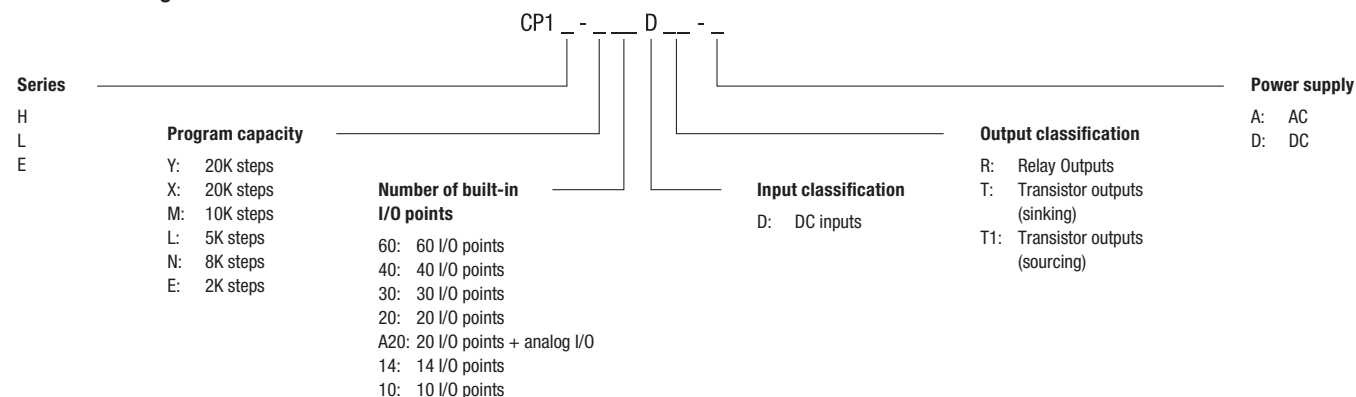 CP1 _ - _ __ D __ - _
Series
H
L
E
Program capacity
Y: 20K steps
X: 20K steps
M: 10K steps
L: 5K steps
N: 8K steps
E: 2K steps
Number of built-in
I/O points
60: 60 I/O points
40: 40 I/O points
30: 30 I/O points
20: 20 I/O points
A20: 20 I/O points + analog I/O
14: 14 I/O points
10: 10 I/O points
Input classification
D: DC inputs
Output classification
R: Relay Outputs
T: Transistor outputs
(sinking)
T1: Transistor outputs
(sourcing)
Power supply
A: AC
D: DC